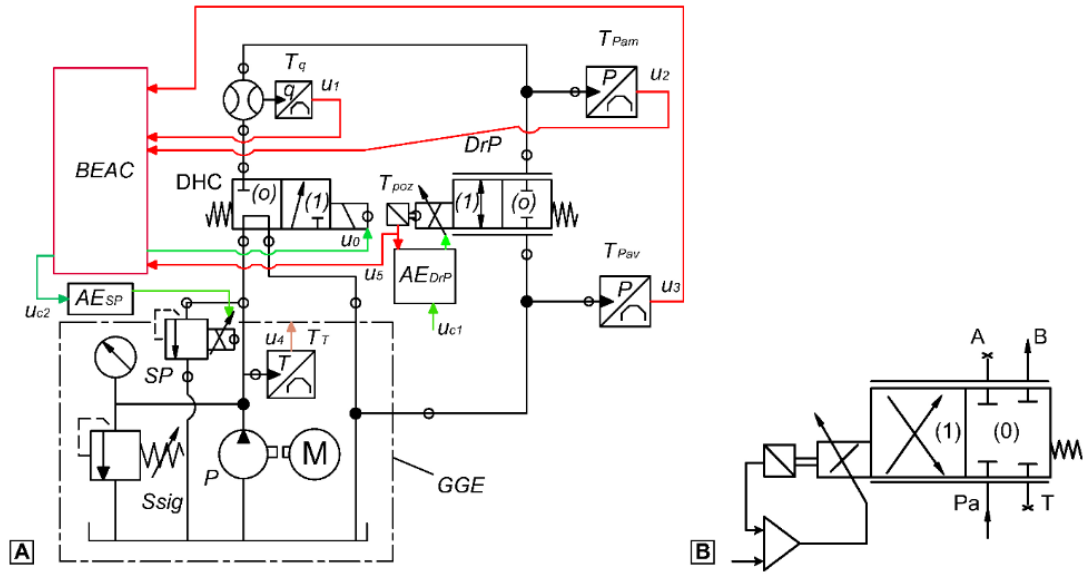 T_Pam
T_q
q
u_1
P
u_2
DrP
BEAC
DHC
(o)
(1)
T_poz
(1)
(o)
u_0
u_5
AE_DrP
T_Pav
P
u_3
AE_SP
u_c2
u_c1
u_4
T_T
T
SP
A
B
(1)
(0)
P
M
Ssig
GGE
Pa
T
A
B